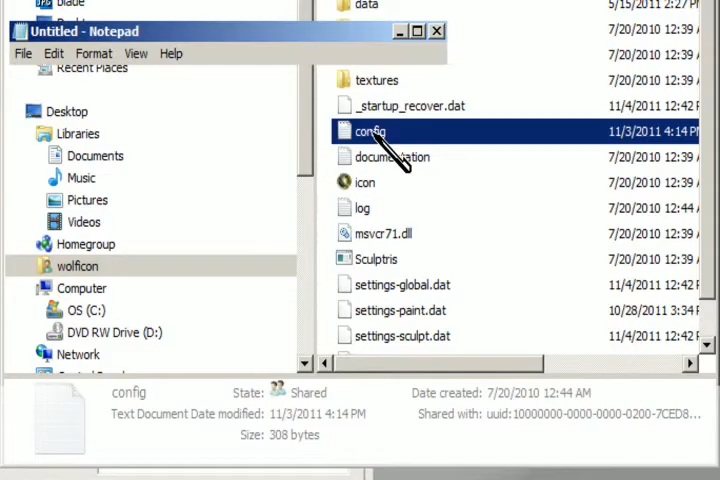 blade
data 5/15/2011 2:27 P
Untitled - Notepad
7/20/2010 12:39
File Edit Format View Help
7/20/2010 12:39
Recent Places
textures 7/20/2010 12:39
_startup_recover.dat 11/4/2011 12:42
Desktop
Libraries config 11/3/2011 4:14 PM
Documents documentation 7/20/2010 12:39
Music icon 7/20/2010 12:39
Pictures log 7/20/2010 12:44
Videos msvcr71.dll 7/20/2010 12:39
Homegroup
wolficon Sculptris 7/20/2010 12:39
Computer settings-global.dat 11/4/2011 12:42
OS (C:) settings-paint.dat 10/28/2011 3:34
DVD RW Drive (D:) settings-sculpt.dat 11/4/2011 12:42
Network
config State: Shared Date created: 7/20/2010 12:44 AM
Text Document Date modified: 11/3/2011 4:14 PM Shared with: uuid:10000000-0000-0000-0200-7CED8...
Size: 308 bytes